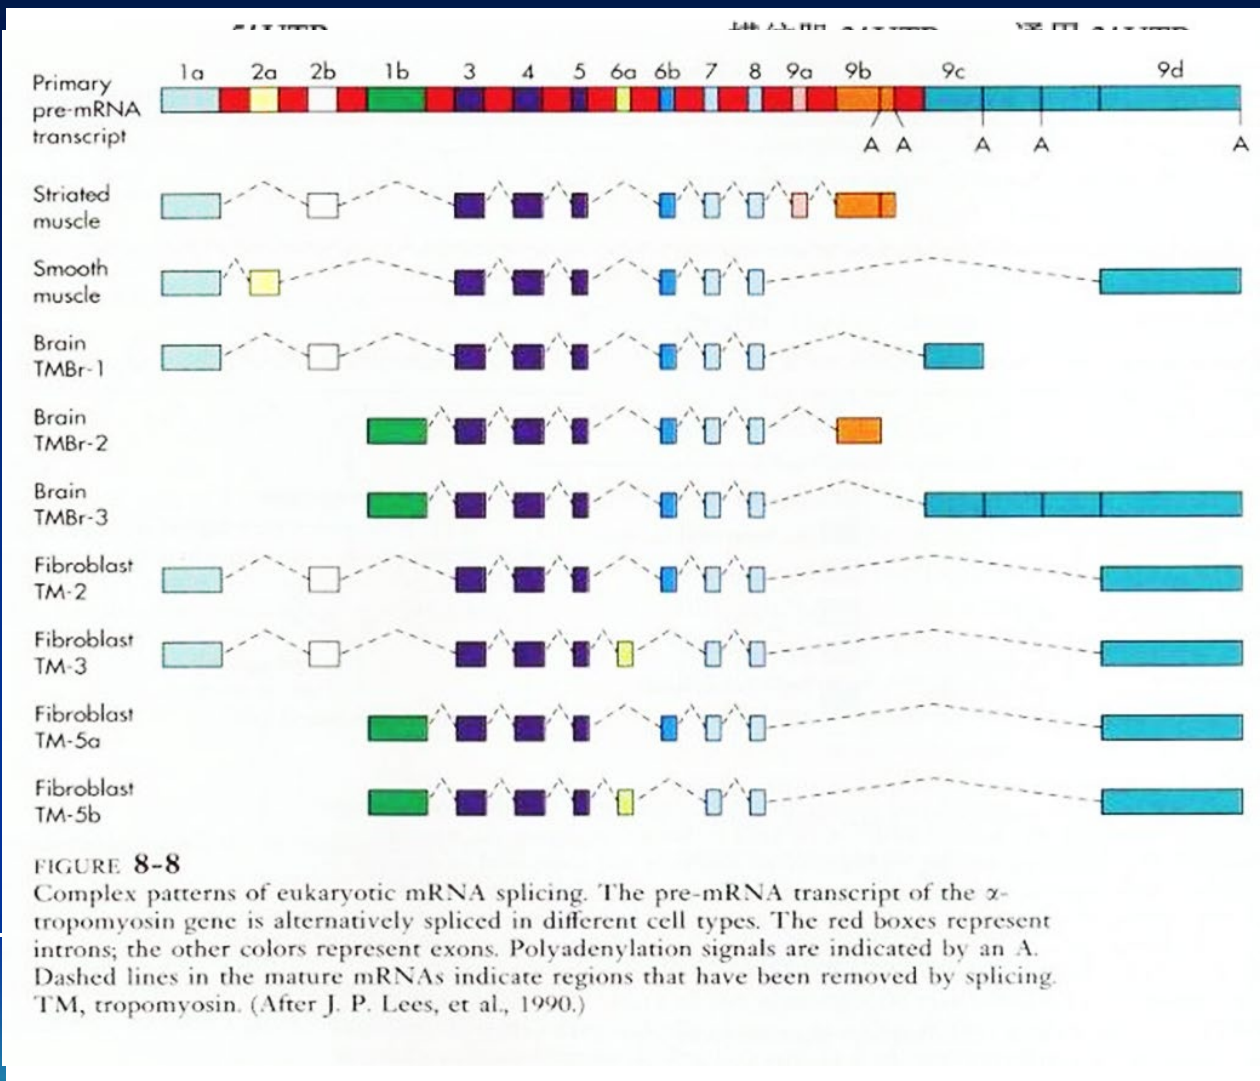 1a 2a 2b 1b 3 4 5 6a 6b 7 8 9a 9b 9c 9d
Primary
pre-mRNA
transcript
A A A A A
Striated
muscle
Smooth
muscle
Brain
TMBr-1
Brain
TMBr-2
Brain
TMBr-3
Fibroblast
TM-2
Fibroblast
TM-3
Fibroblast
TM-5a
Fibroblast
TM-5b
FIGURE 8-8
Complex patterns of eukaryotic mRNA splicing. The pre-mRNA transcript of the α-
tropomyosin gene is alternatively spliced in different cell types. The red boxes represent
introns; the other colors represent exons. Polyadenylation signals are indicated by an A.
Dashed lines in the mature mRNAs indicate regions that have been removed by splicing.
TM, tropomyosin. (After J. P. Lees, et al., 1990.)